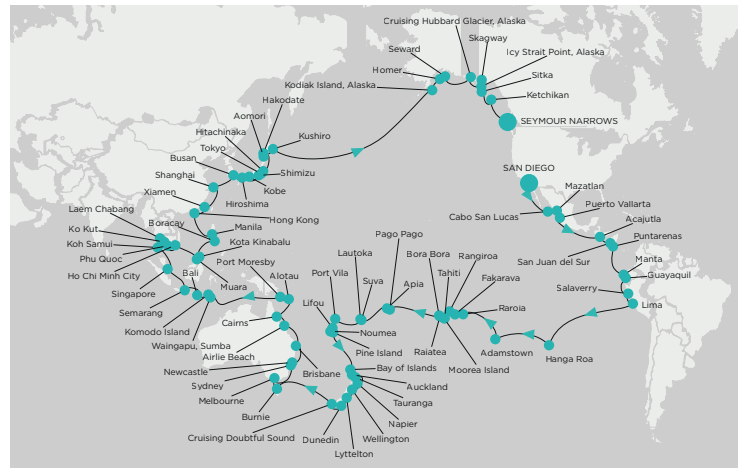 Cruising Hubbard Glacier, Alaska
Skagway
Seward
Icy Strait Point, Alaska
Homer
Sitka
Kodiak Island, Alaska
Ketchikan
Hakodate
Aomori
SEYMOUR NARROWS
Hitachinaka
Kushiro
Tokyo
Busan
SAN DIEGO
Shanghai
Shimizu
Kobe
Mazatlan
Xiamen
Hiroshima
Puerto Vallarta
Laem Chabang
Cabo San Lucas
Hong Kong
Acajutla
Boracay
Ko Kut
Manila
Puntarenas
Pago Pago
Koh Samui
Kota Kinabalu
Lautoka
Bora Bora
Rangiroa
Phu Quoc
Port Moresby
San Juan del Sur
Manta
Ho Chi Minh City
Bali
Port Vila
Tahiti
Alotau
Suva
Apia
Fakarava
Guayaquil
Muara
Salaverry
Singapore
Lifou
Lima
Semarang
Raroia
Cairns
Komodo Island
Noumea
Waingapu, Sumba
Adamstown
Pine Island
Raiatea
Airlie Beach
Hanga Roa
Moorea Island
Newcastle
Brisbane
Bay of Islands
Sydney
Auckland
Melbourne
Tauranga
Burnie
Napier
Cruising Doubtful Sound
Dunedin
Wellington
Lyttelton